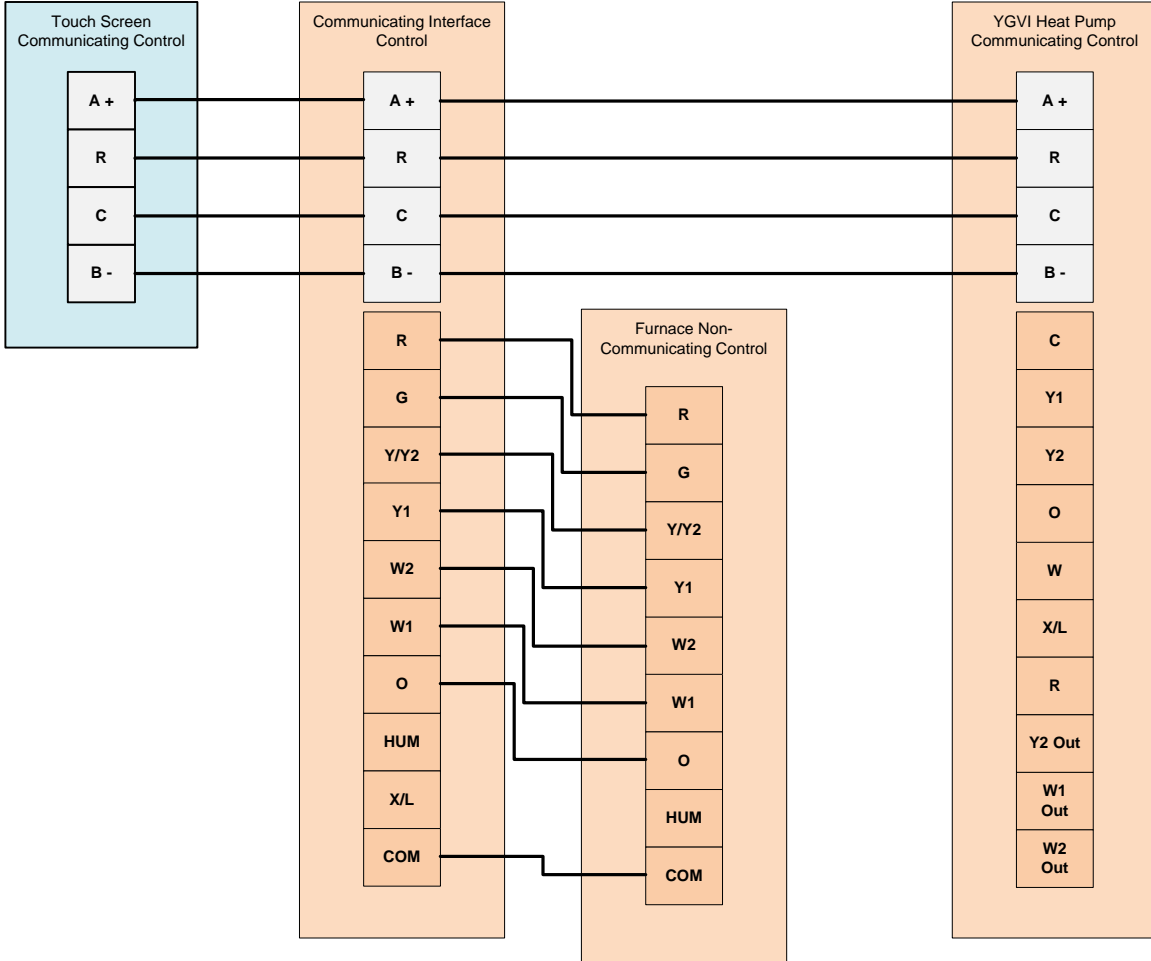 Touch Screen
Communicating Control
A +
R
C
B -
Communicating Interface
Control
A +
R
C
B -
R
G
Y/Y2
Y1
W2
W1
O
HUM
X/L
COM
Furnace Non-
Communicating Control
R
G
Y/Y2
Y1
W2
W1
O
HUM
COM
YGVI Heat Pump
Communicating Control
A +
R
C
B -
C
Y1
Y2
O
W
X/L
R
Y2 Out
W1
Out
W2
Out